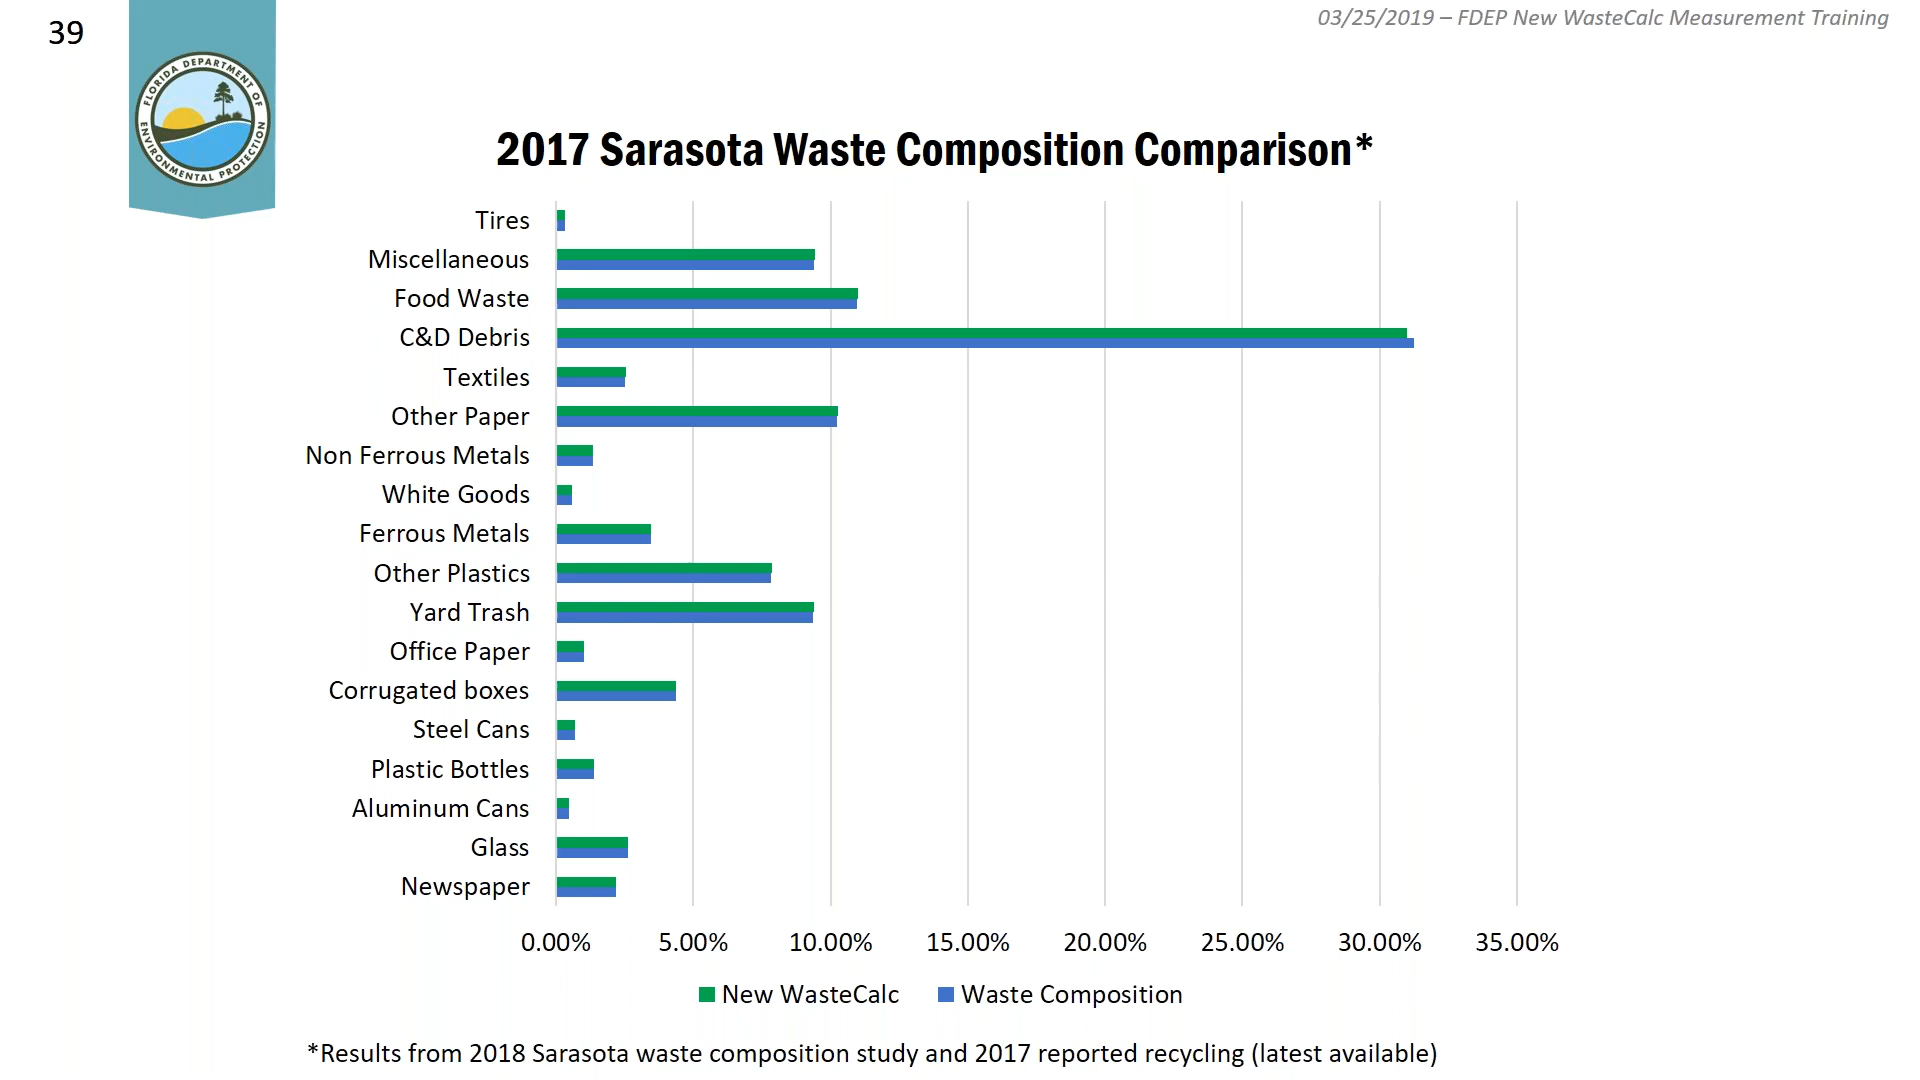 39
03/25/2019 – FDEP New WasteCalc Measurement Training
FLORIDA DEPARTMENT OF
ENVIRONMENTAL PROTECTION
2017 Sarasota Waste Composition Comparison*
Tires
Miscellaneous
Food Waste
C&D Debris
Textiles
Other Paper
Non Ferrous Metals
White Goods
Ferrous Metals
Other Plastics
Yard Trash
Office Paper
Corrugated boxes
Steel Cans
Plastic Bottles
Aluminum Cans
Glass
Newspaper
0.00% 5.00% 10.00% 15.00% 20.00% 25.00% 30.00% 35.00%
New WasteCalc Waste Composition
*Results from 2018 Sarasota waste composition study and 2017 reported recycling (latest available)